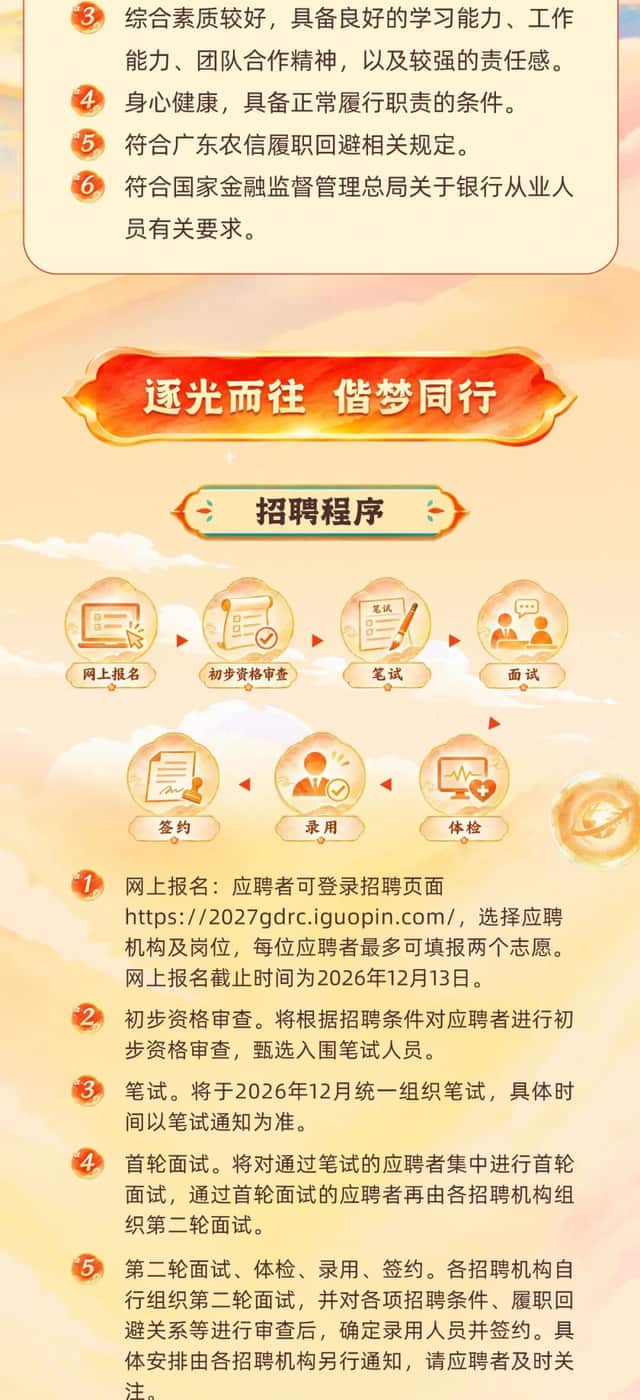 3 综合素质较好，具备良好的学习能力、工作
能力、团队合作精神，以及较强的责任感。
4 身心健康，具备正常履行职责的条件。
5 符合广东农信履职回避相关规定。
6 符合国家金融监督管理总局关于银行从业人
员有关要求。
逐光而往 偕梦同行
招聘程序
笔试
网上报名 初步资格审查 笔试 面试
签约 录用 体检
1 网上报名：应聘者可登录招聘页面
https://2027gdrc.iguopin.com/，选择应聘
机构及岗位，每位应聘者最多可填报两个志愿。
网上报名截止时间为2026年12月13日。
2 初步资格审查。将根据招聘条件对应聘者进行初
步资格审查，甄选入围笔试人员。
3 笔试。将于2026年12月统一组织笔试，具体时
间以笔试通知为准。
4 首轮面试。将对通过笔试的应聘者集中进行首轮
面试，通过首轮面试的应聘者再由各招聘机构组
织第二轮面试。
5 第二轮面试、体检、录用、签约。各招聘机构自
行组织第二轮面试，并对各项招聘条件、履职回
避关系等进行审查后，确定录用人员并签约。具
体安排由各招聘机构另行通知，请应聘者及时关
注。